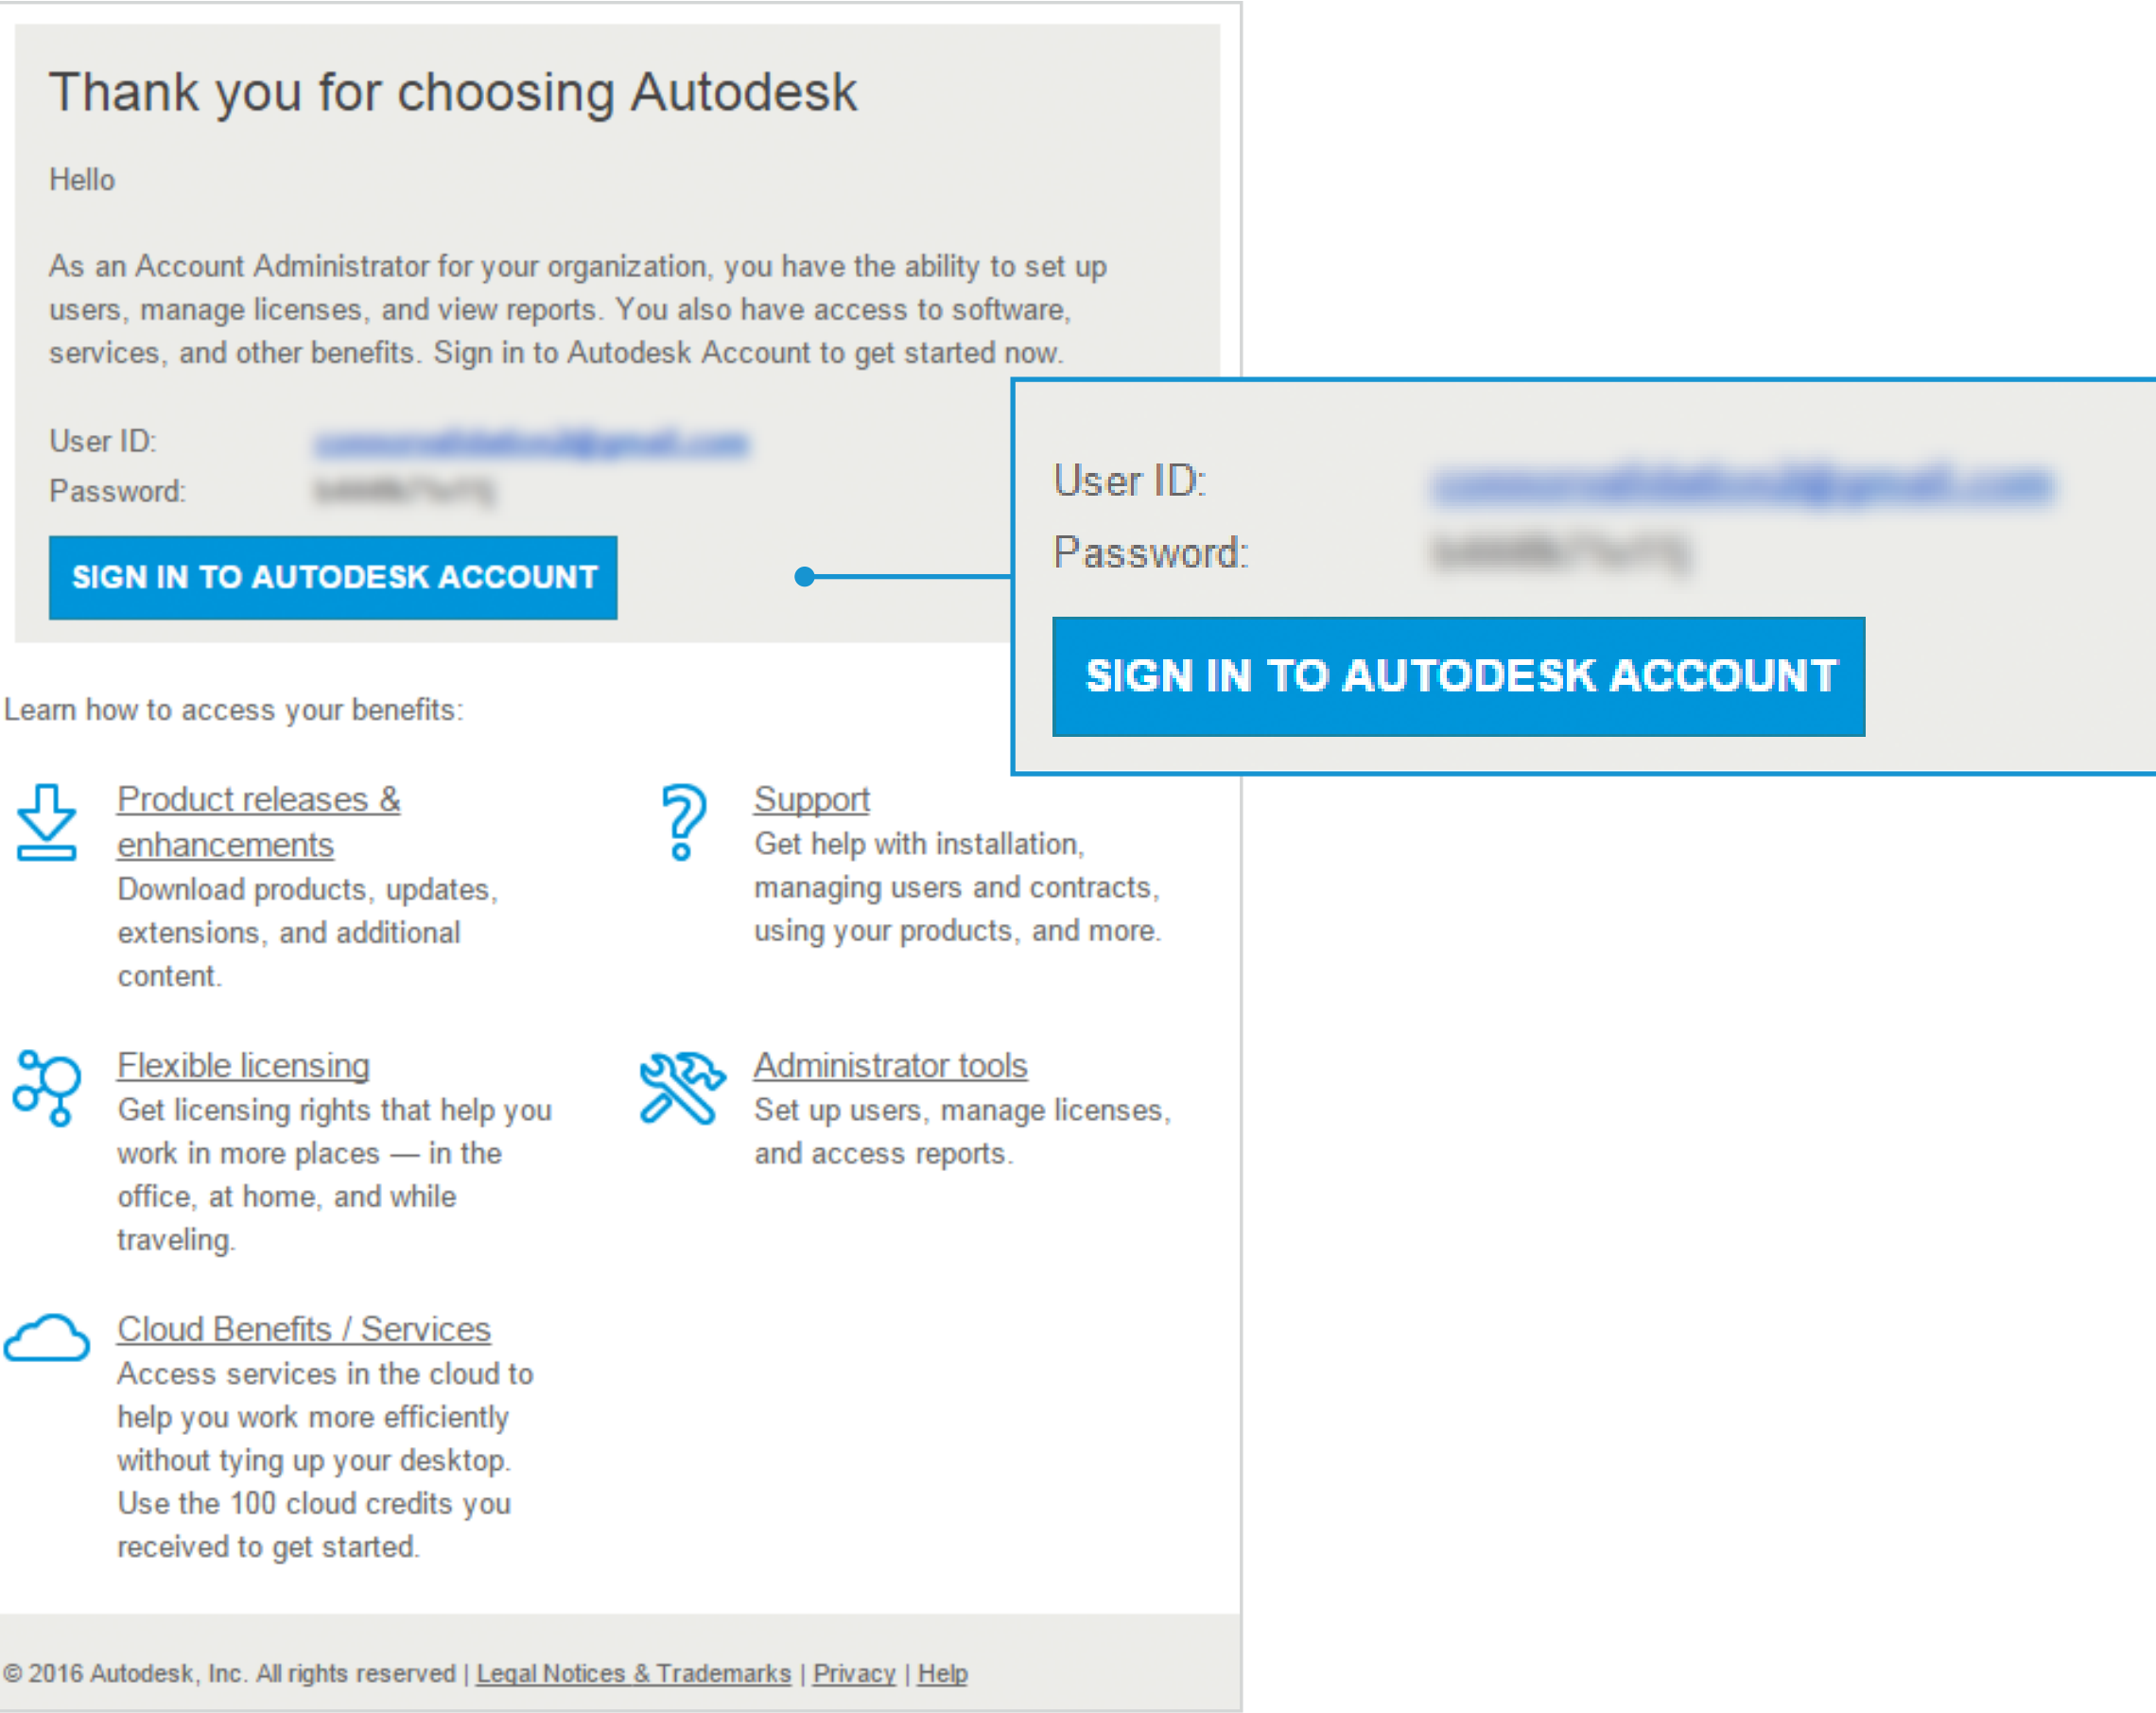 Thank you for choosing Autodesk
Hello
As an Account Administrator for your organization, you have the ability to set up
users, manage licenses, and view reports. You also have access to software,
services, and other benefits. Sign in to Autodesk Account to get started now.
User ID:
Password:
SIGN IN TO AUTODESK ACCOUNT
User ID:
Password:
SIGN IN TO AUTODESK ACCOUNT
Learn how to access your benefits:
Product releases &
enhancements
Download products, updates,
extensions, and additional
content.
Support
Get help with installation,
managing users and contracts,
using your products, and more.
Flexible licensing
Get licensing rights that help you
work in more places — in the
office, at home, and while
traveling.
Administrator tools
Set up users, manage licenses,
and access reports.
Cloud Benefits / Services
Access services in the cloud to
help you work more efficiently
without tying up your desktop.
Use the 100 cloud credits you
received to get started.
© 2016 Autodesk, Inc. All rights reserved | Legal Notices & Trademarks | Privacy | Help